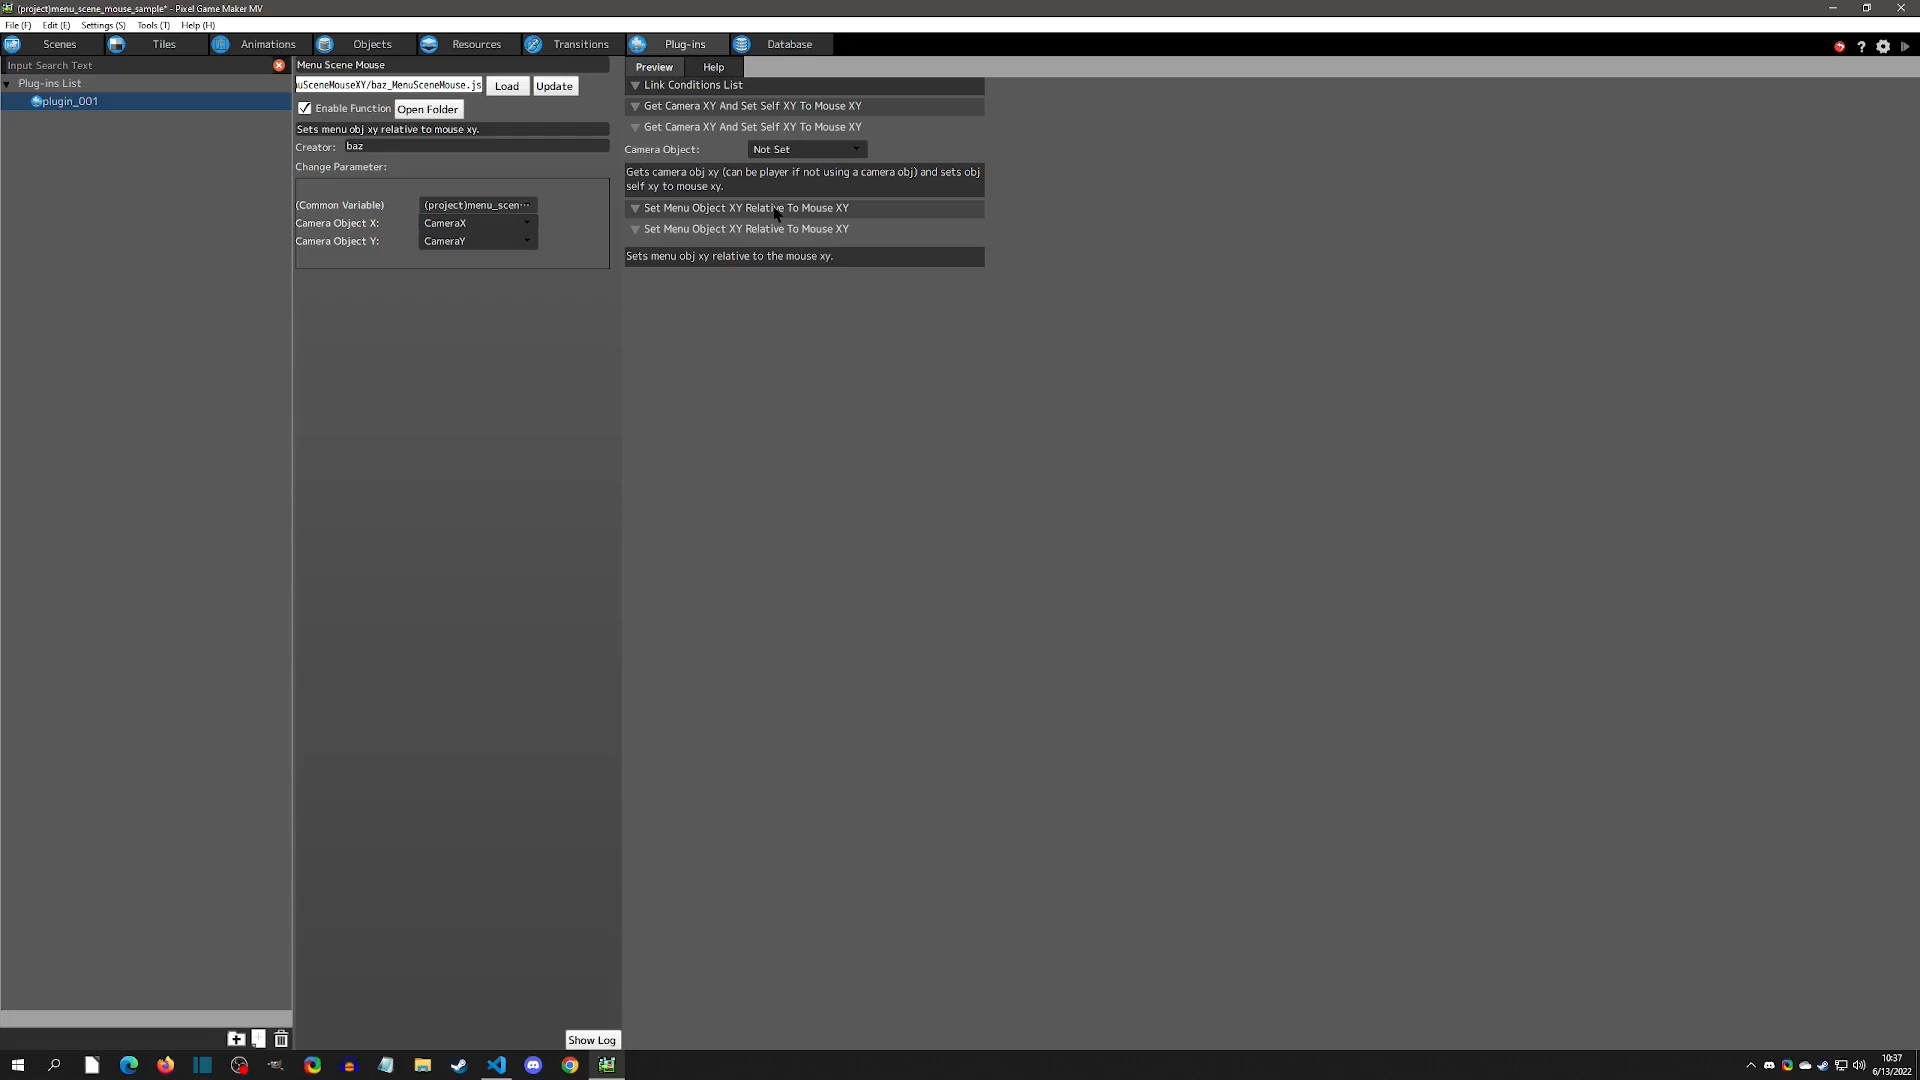 (project)menu_scene_mouse_sample* - Pixel Game Maker MV
File (F) Edit (E) Settings (S) Tools (T) Help (H)
Scenes Tiles Animations Objects Resources Transitions Plug-ins Database
Input Search Text
Plug-ins List
plugin_001
Menu Scene Mouse
uSceneMouseXY/baz_MenuSceneMouse.js Load Update
Enable Function Open Folder
Sets menu obj xy relative to mouse xy.
Creator: baz
Change Parameter:
(Common Variable) (project)menu_scen···
Camera Object X: CameraX
Camera Object Y: CameraY
Show Log
Preview Help
Link Conditions List
Get Camera XY And Set Self XY To Mouse XY
Get Camera XY And Set Self XY To Mouse XY
Camera Object: Not Set
Gets camera obj xy (can be player if not using a camera obj) and sets obj
self xy to mouse xy.
Set Menu Object XY Relative To Mouse XY
Set Menu Object XY Relative To Mouse XY
Sets menu obj xy relative to the mouse xy.
10:37
6/13/2022